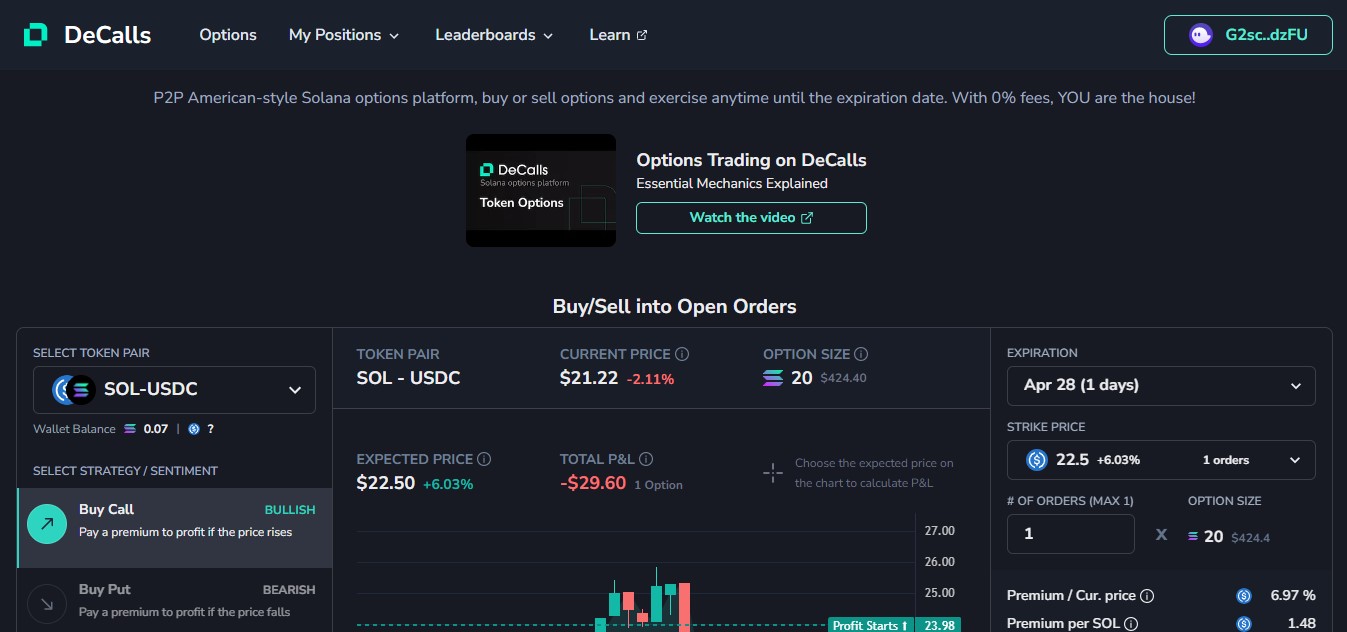 DeCalls
Options
My Positions
Leaderboards
Learn
G2sc..dzFU
P2P American-style Solana options platform, buy or sell options and exercise anytime until the expiration date. With 0% fees, YOU are the house!
DeCalls
Solana options platform
Token Options
Options Trading on DeCalls
Essential Mechanics Explained
Watch the video
Buy/Sell into Open Orders
SELECT TOKEN PAIR
SOL-USDC
Wallet Balance 0.07 | ?
SELECT STRATEGY / SENTIMENT
Buy Call BULLISH
Pay a premium to profit if the price rises
Buy Put BEARISH
Pay a premium to profit if the price falls
TOKEN PAIR
SOL - USDC
CURRENT PRICE
$21.22 -2.11%
OPTION SIZE
20 $424.40
EXPECTED PRICE
$22.50 +6.03%
TOTAL P&L
-$29.60 1 Option
Choose the expected price on
the chart to calculate P&L
27.00
26.00
25.00
Profit Starts 23.98
EXPIRATION
Apr 28 (1 days)
STRIKE PRICE
22.5 +6.03% 1 orders
# OF ORDERS (MAX 1)
1
X
OPTION SIZE
20 $424.4
Premium / Cur. price 6.97 %
Premium per SOL 1.48